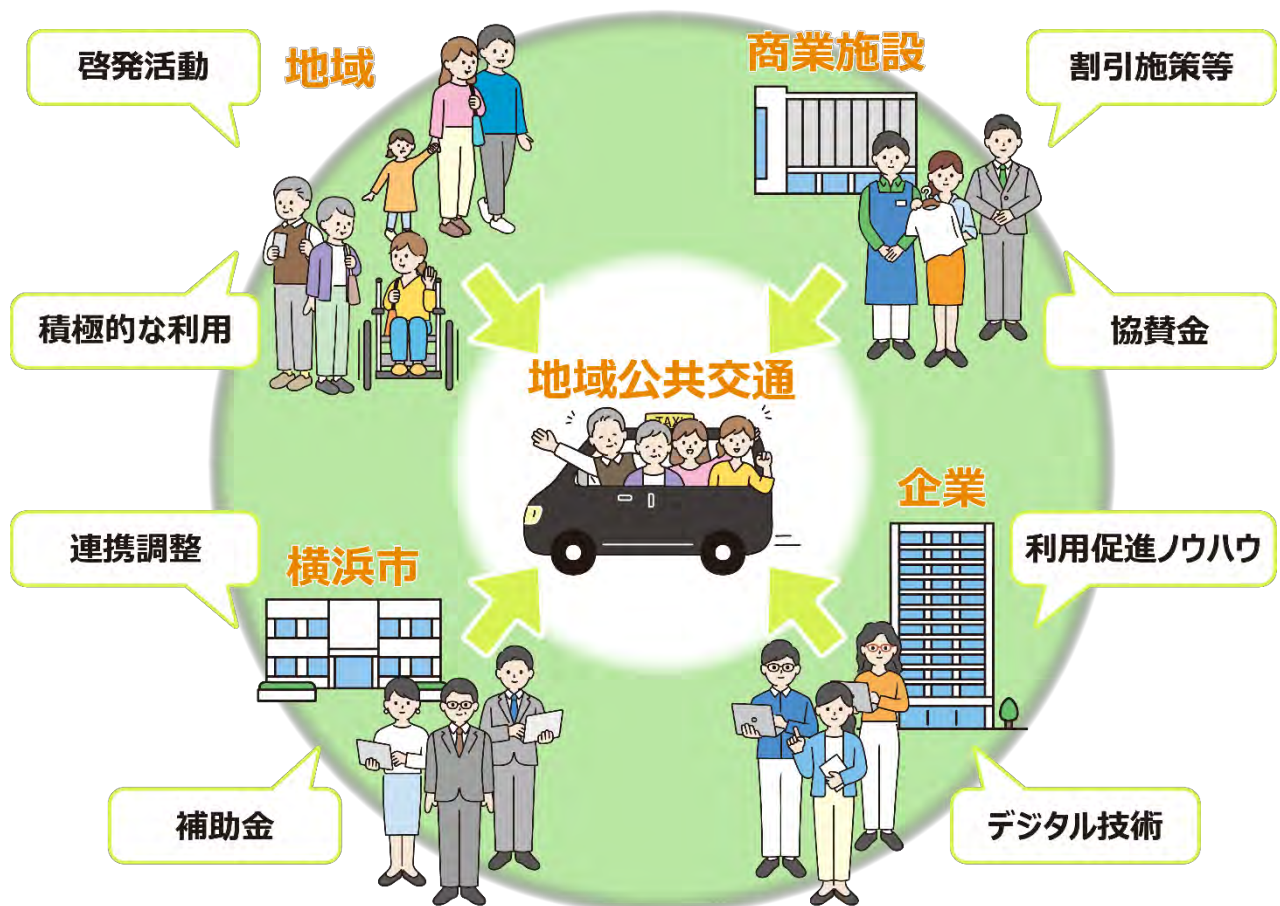 啓発活動
地域
商業施設
割引施策等
積極的な利用
協賛金
地域公共交通
TAXI
連携調整
横浜市
企業
利用促進ノウハウ
補助金
デジタル技術